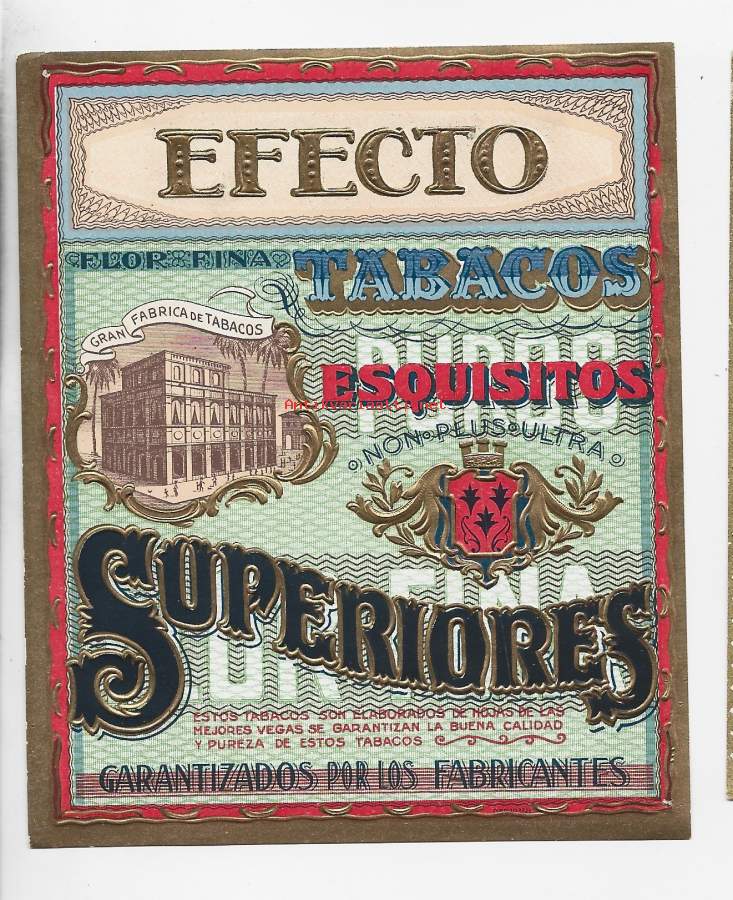 EFECTO
FLOR FINA
TABACOS
GRAN FABRICA DE TABACOS
PUROS
ESQUISITOS
NON PLUS ULTRA
FINA
SUPERIORES
ESTOS TABACOS SON ELABORADOS DE HOJAS DE LAS
MEJORES VEGAS SE GARANTIZAN LA BUENA CALIDAD
Y PUREZA DE ESTOS TABACOS
GARANTIZADOS POR LOS FABRICANTES